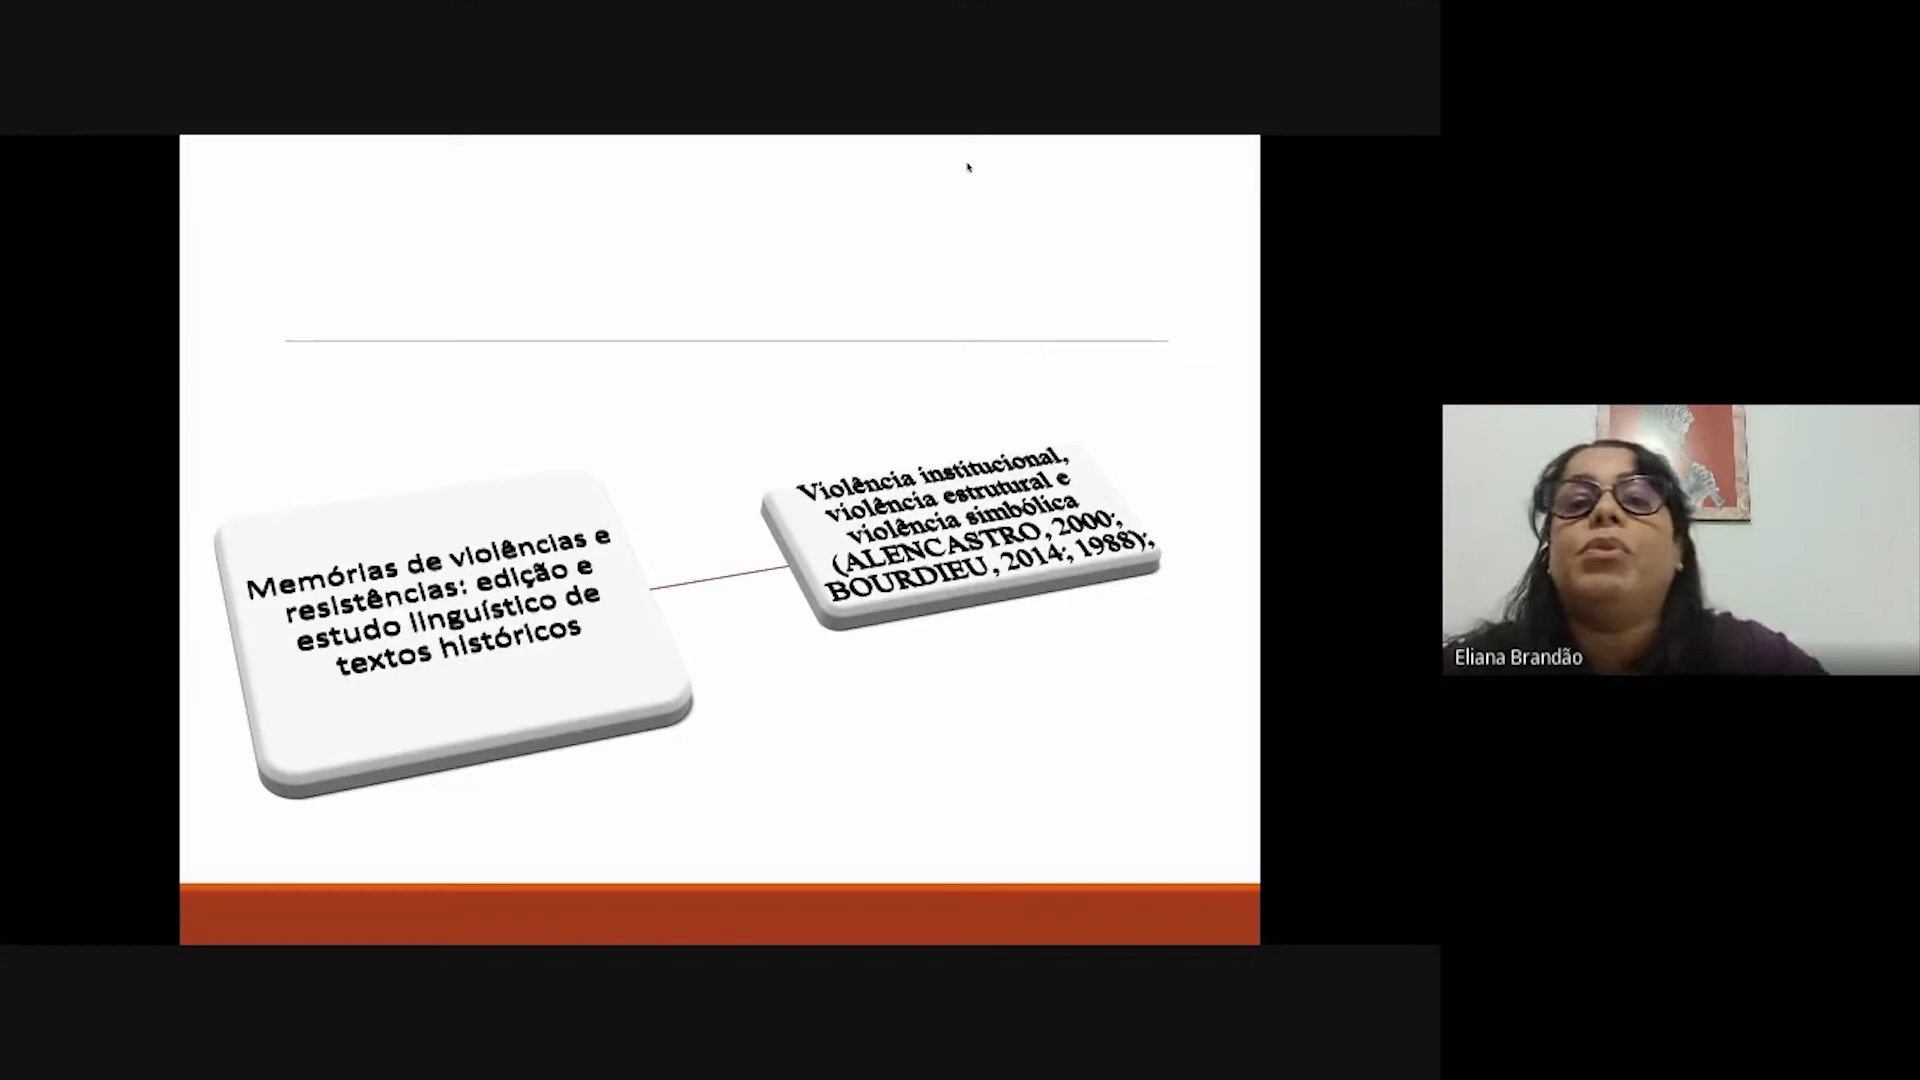 Memórias de violências e
resistências: edição e
estudo linguístico de
textos históricos
Violência institucional,
violência estrutural e
violência simbólica
(ALENCASTRO, 2000;
BOURDIEU, 2014; 1988);
Eliana Brandão